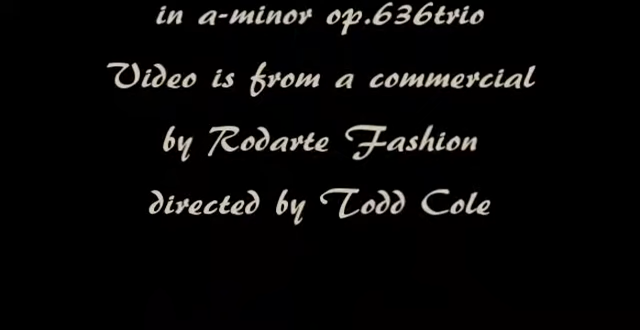 in a-minor op.636trio
Video is from a commercial
by Rodarte Fashion
directed by Todd Cole